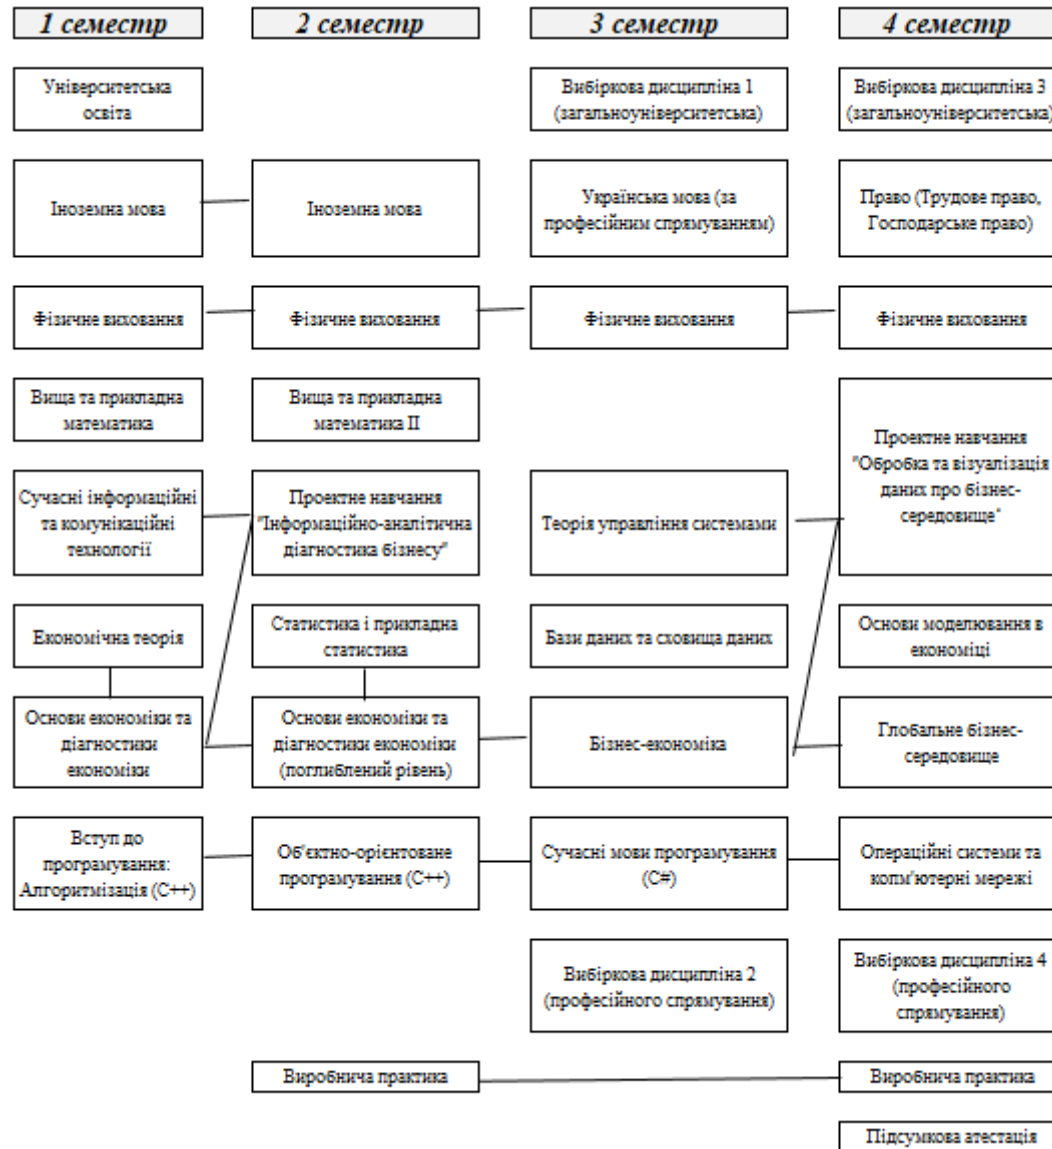 1 семестр
2 семестр
3 семестр
4 семестр
Університетська
освіта
Вибіркова дисципліна 1
(загальноуніверситетська)
Вибіркова дисципліна 3
(загальноуніверситетська)
Іноземна мова
Іноземна мова
Українська мова (за
професійним спрямуванням)
Право (Трудове право,
Господарське право)
Фізичне виховання
Фізичне виховання
Фізичне виховання
Фізичне виховання
Вища та прикладна
математика
Вища та прикладна
математика ІІ
Проектне навчання
"Обробка та візуалізація
даних про бізнес-
середовище"
Сучасні інформаційні
та комунікаційні
технології
Проектне навчання
"Інформаційно-аналітична
діагностика бізнесу"
Теорія управління системами
Економічна теорія
Статистика і прикладна
статистика
Бази даних та сховища даних
Основи моделювання в
економіці
Основи економіки та
діагностики
економіки
Основи економіки та
діагностики економіки
(поглиблений рівень)
Бізнес-економіка
Глобальне бізнес-
середовище
Вступ до
програмування:
Алгоритмізація (С++)
Об'єктно-орієнтоване
програмування (С++)
Сучасні мови програмування
(С#)
Операційні системи та
копм'ютерні мережі
Вибіркова дисципліна 2
(професійного спрямування)
Вибіркова дисципліна 4
(професійного
спрямування)
Виробнича практика
Виробнича практика
Підсумкова атестація